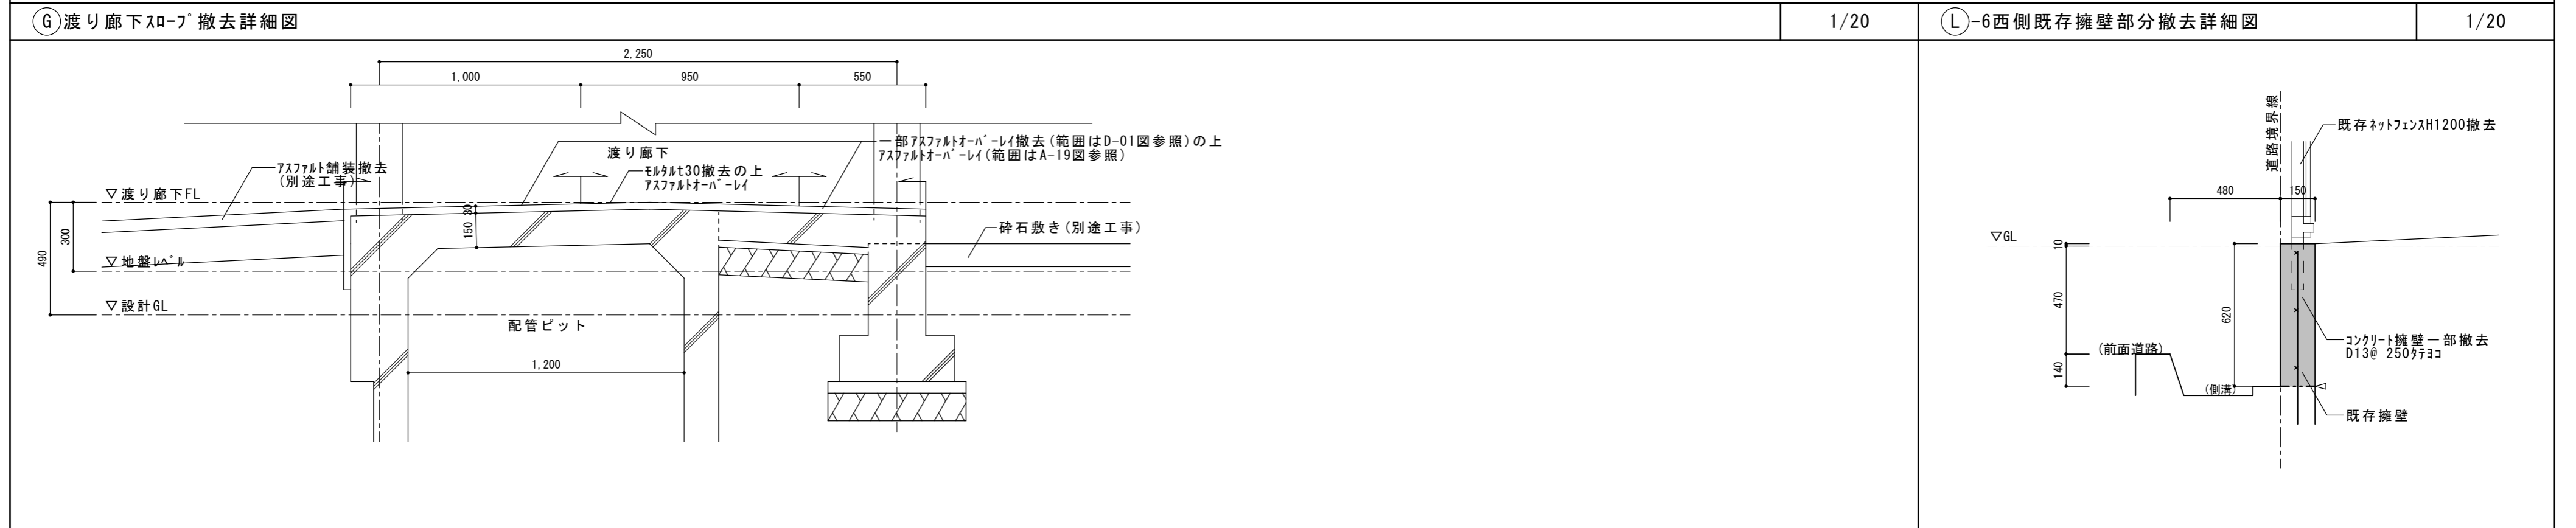 G 渡り廊下ｽﾛｰﾌﾟ撤去詳細図
1/20
L -6西側既存擁壁部分撤去詳細図
1/20
2,250
1,000
950
550
一部ｱｽﾌｧﾙﾄｵｰﾊﾞｰﾚｲ撤去(範囲はD-01図参照)の上
ｱｽﾌｧﾙﾄｵｰﾊﾞｰﾚｲ(範囲はA-19図参照)
渡り廊下
ﾓﾙﾀﾙt30撤去の上
ｱｽﾌｧﾙﾄｵｰﾊﾞｰﾚｲ
ｱｽﾌｧﾙﾄ舗装撤去
(別途工事)
▽渡り廊下FL
30
150
300
490
▽地盤ﾚﾍﾞﾙ
▽設計GL
砕石敷き(別途工事)
配管ピット
1,200
道路境界線
既存ﾈｯﾄﾌｪﾝｽH1200撤去
480
150
▽GL
10
470
620
140
(前面道路)
(側溝)
ｺﾝｸﾘｰﾄ擁壁一部撤去
D13@ 250ﾀﾃﾖｺ
既存擁壁